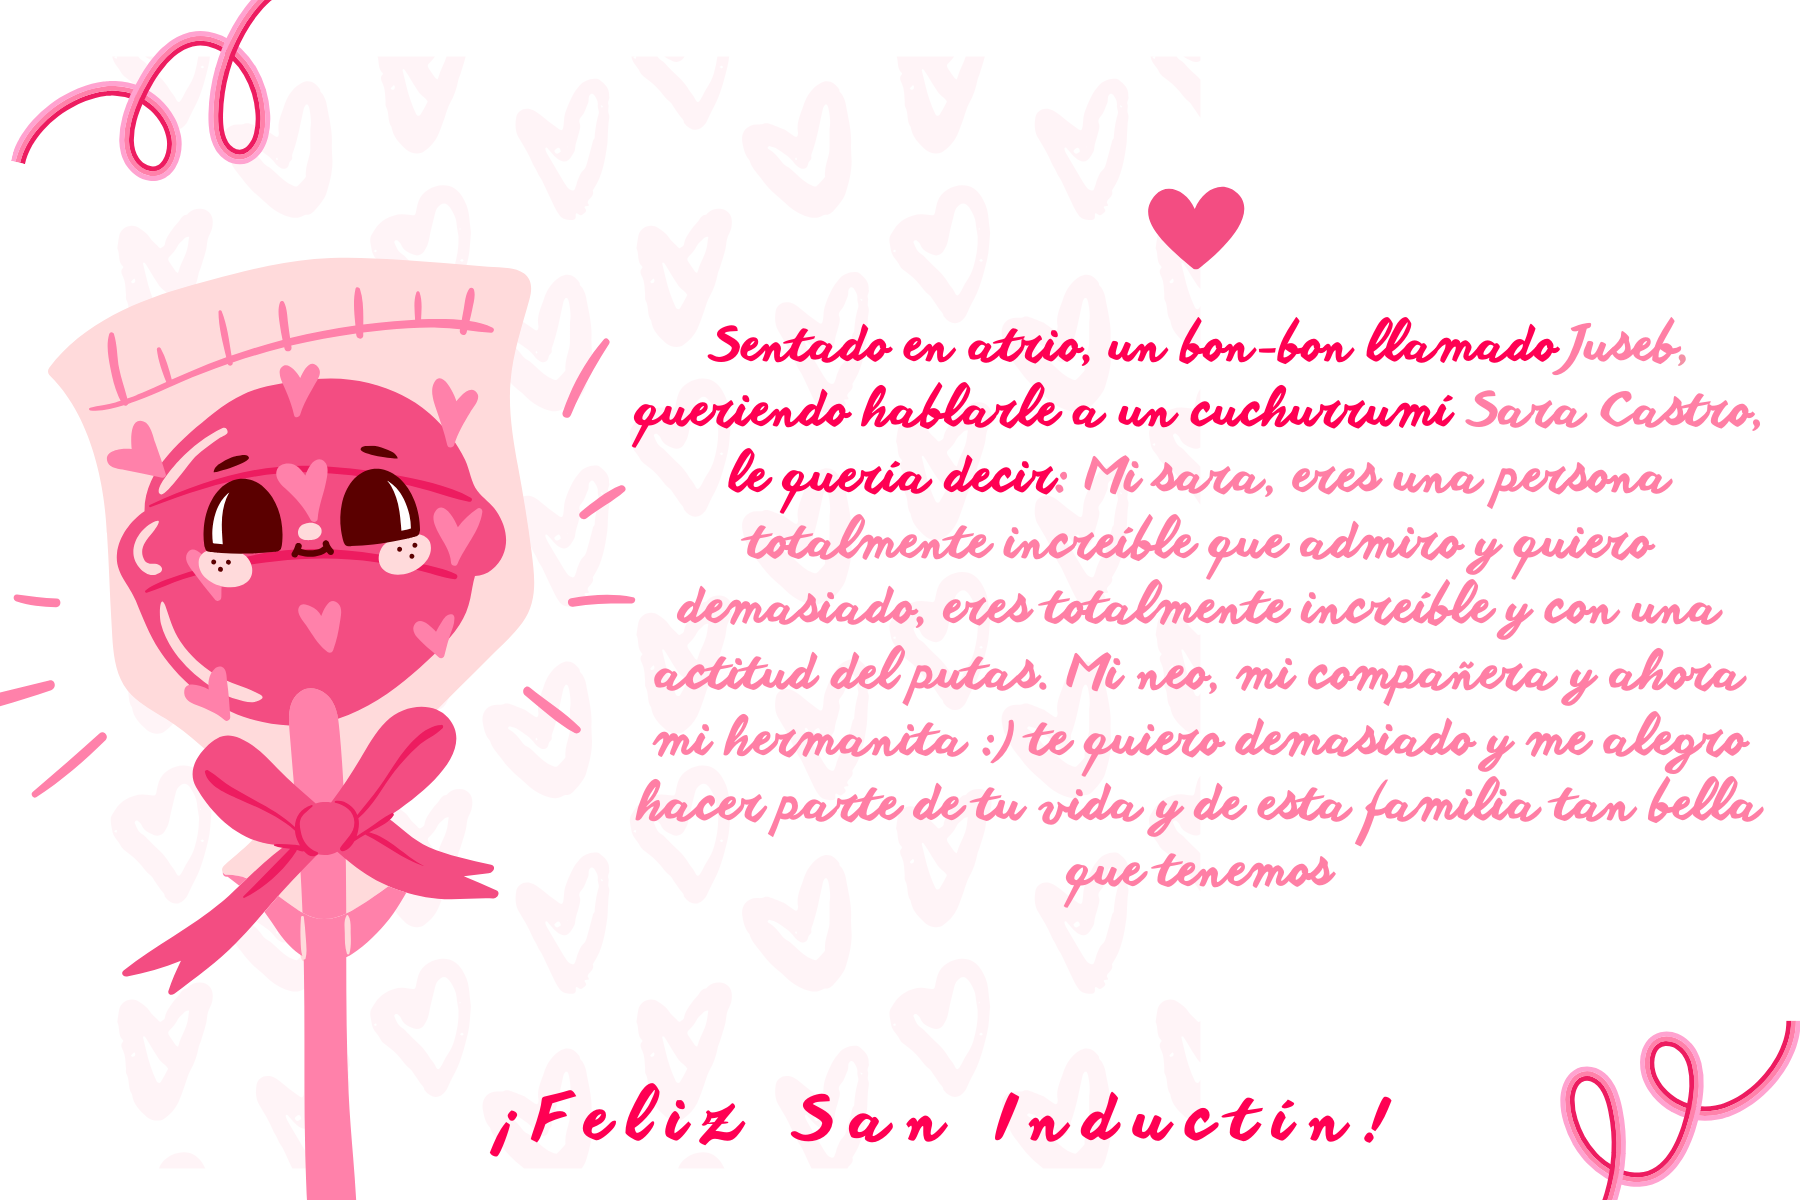 Sentado en atrio, un bon-bon llamado Juseb,
queriendo hablarle a un cuchurrumí Sara Castro,
le quería decir: Mi sara, eres una persona
totalmente increíble que admiro y quiero
demasiado, eres totalmente increíble y con una
actitud del putas. Mi neo, mi compañera y ahora
mi hermanita :) te quiero demasiado y me alegro
hacer parte de tu vida y de esta familia tan bella
que tenemos
¡Feliz San Inductín!